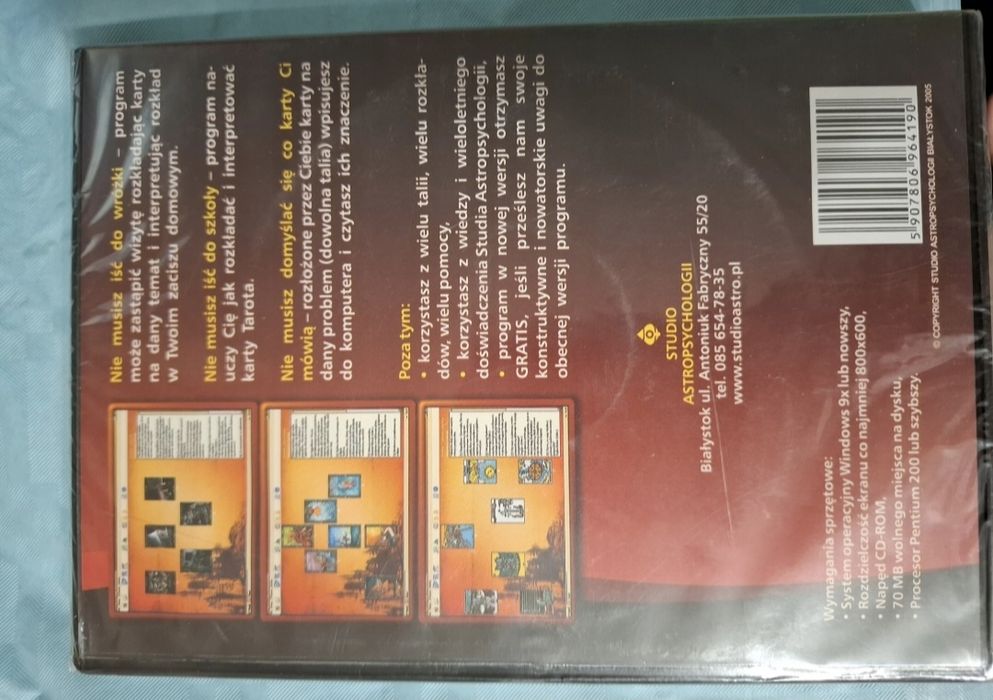 Nie musisz iść do wróżki – program
może zastąpić wizytę rozkładając karty
na dany temat i interpretując rozkład
w Twoim zaciszu domowym.
Nie musisz iść do szkoły – program na-
uczy Cię jak rozkładać i interpretować
karty Tarota.
Nie musisz domyślać się co karty Ci
mówią – rozłożone przez Ciebie karty na
dany problem (dowolna talia) wpisujesz
do komputera i czytasz ich znaczenie.
Poza tym:
• korzystasz z wielu talii, wielu rozkła-
dów, wielu pomocy,
• korzystasz z wiedzy i wieloletniego
doświadczenia Studia Astropsychologii,
• program w nowej wersji otrzymasz
GRATIS, jeśli prześlesz nam swoje
konstruktywne i nowatorskie uwagi do
obecnej wersji programu.
STUDIO
ASTROPSYCHOLOGII
Białystok ul. Antoniuk Fabryczny 55/20
tel. 085 654-78-35
www.studioastro.pl
Wymagania sprzętowe:
• System operacyjny Windows 9x lub nowszy,
• Rozdzielczość ekranu co najmniej 800x600,
• Napęd CD-ROM,
• 70 MB wolnego miejsca na dysku,
• Procesor Pentium 200 lub szybszy.
5 907806 964190
© COPYRIGHT STUDIO ASTROPSYCHOLOGII BIAŁYSTOK 2005